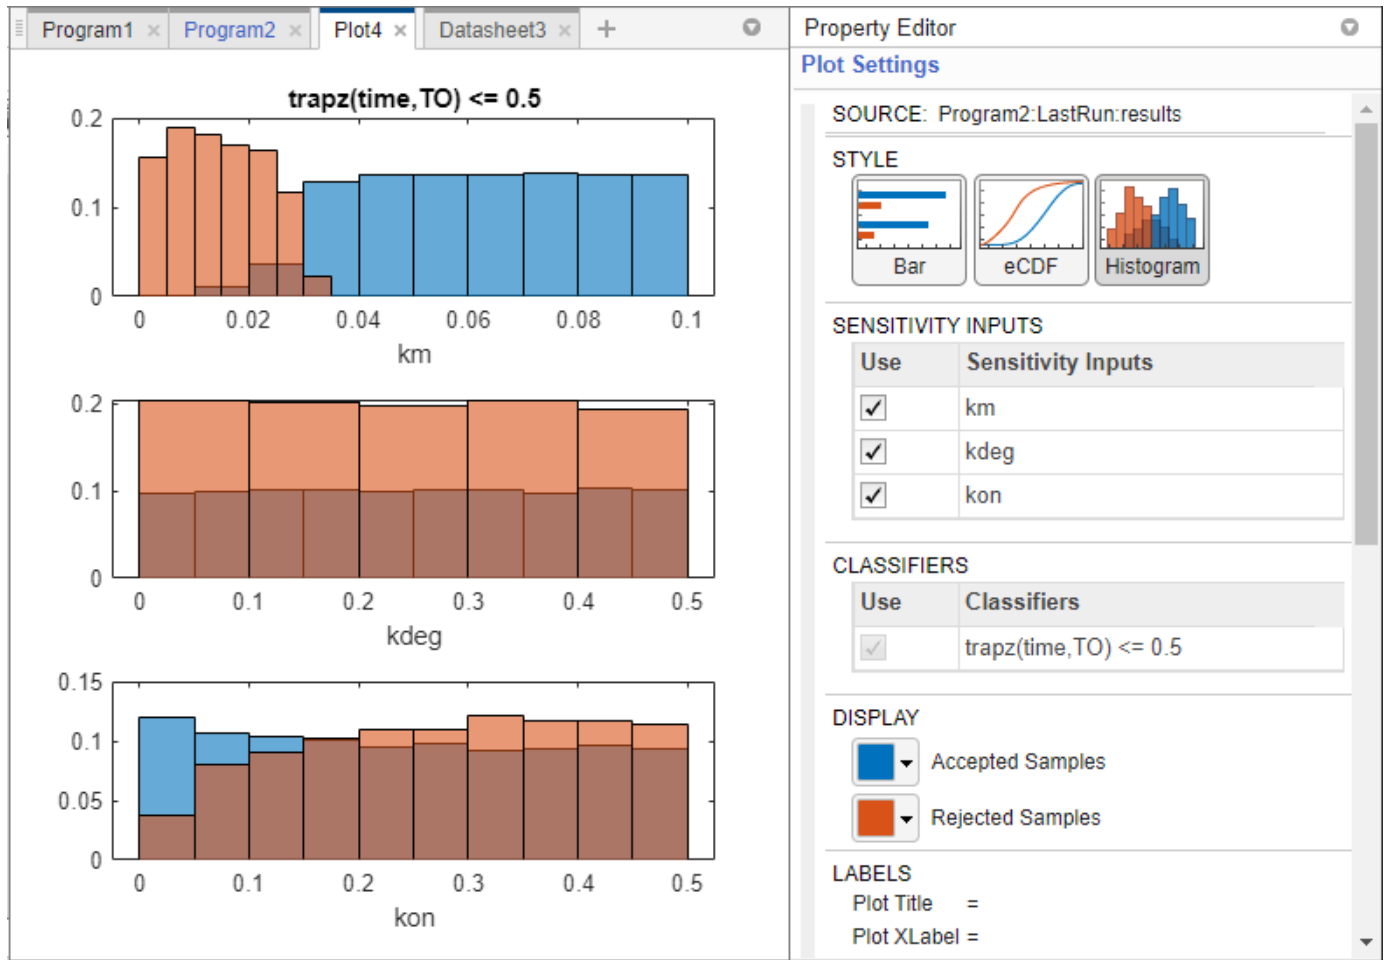 Program1 × Program2 × Plot4 × Datasheet3 × +
trapz(time,TO) <= 0.5
0.2
0.1
0
0 0.02 0.04 0.06 0.08 0.1
km
0.2
0.1
0
0 0.1 0.2 0.3 0.4 0.5
kdeg
0.15
0.1
0.05
0
0 0.1 0.2 0.3 0.4 0.5
kon
Property Editor
Plot Settings
SOURCE: Program2:LastRun:results
STYLE
Bar eCDF Histogram
SENSITIVITY INPUTS
Use Sensitivity Inputs
km
kdeg
kon
CLASSIFIERS
Use Classifiers
trapz(time,TO) <= 0.5
DISPLAY
Accepted Samples
Rejected Samples
LABELS
Plot Title =
Plot XLabel =